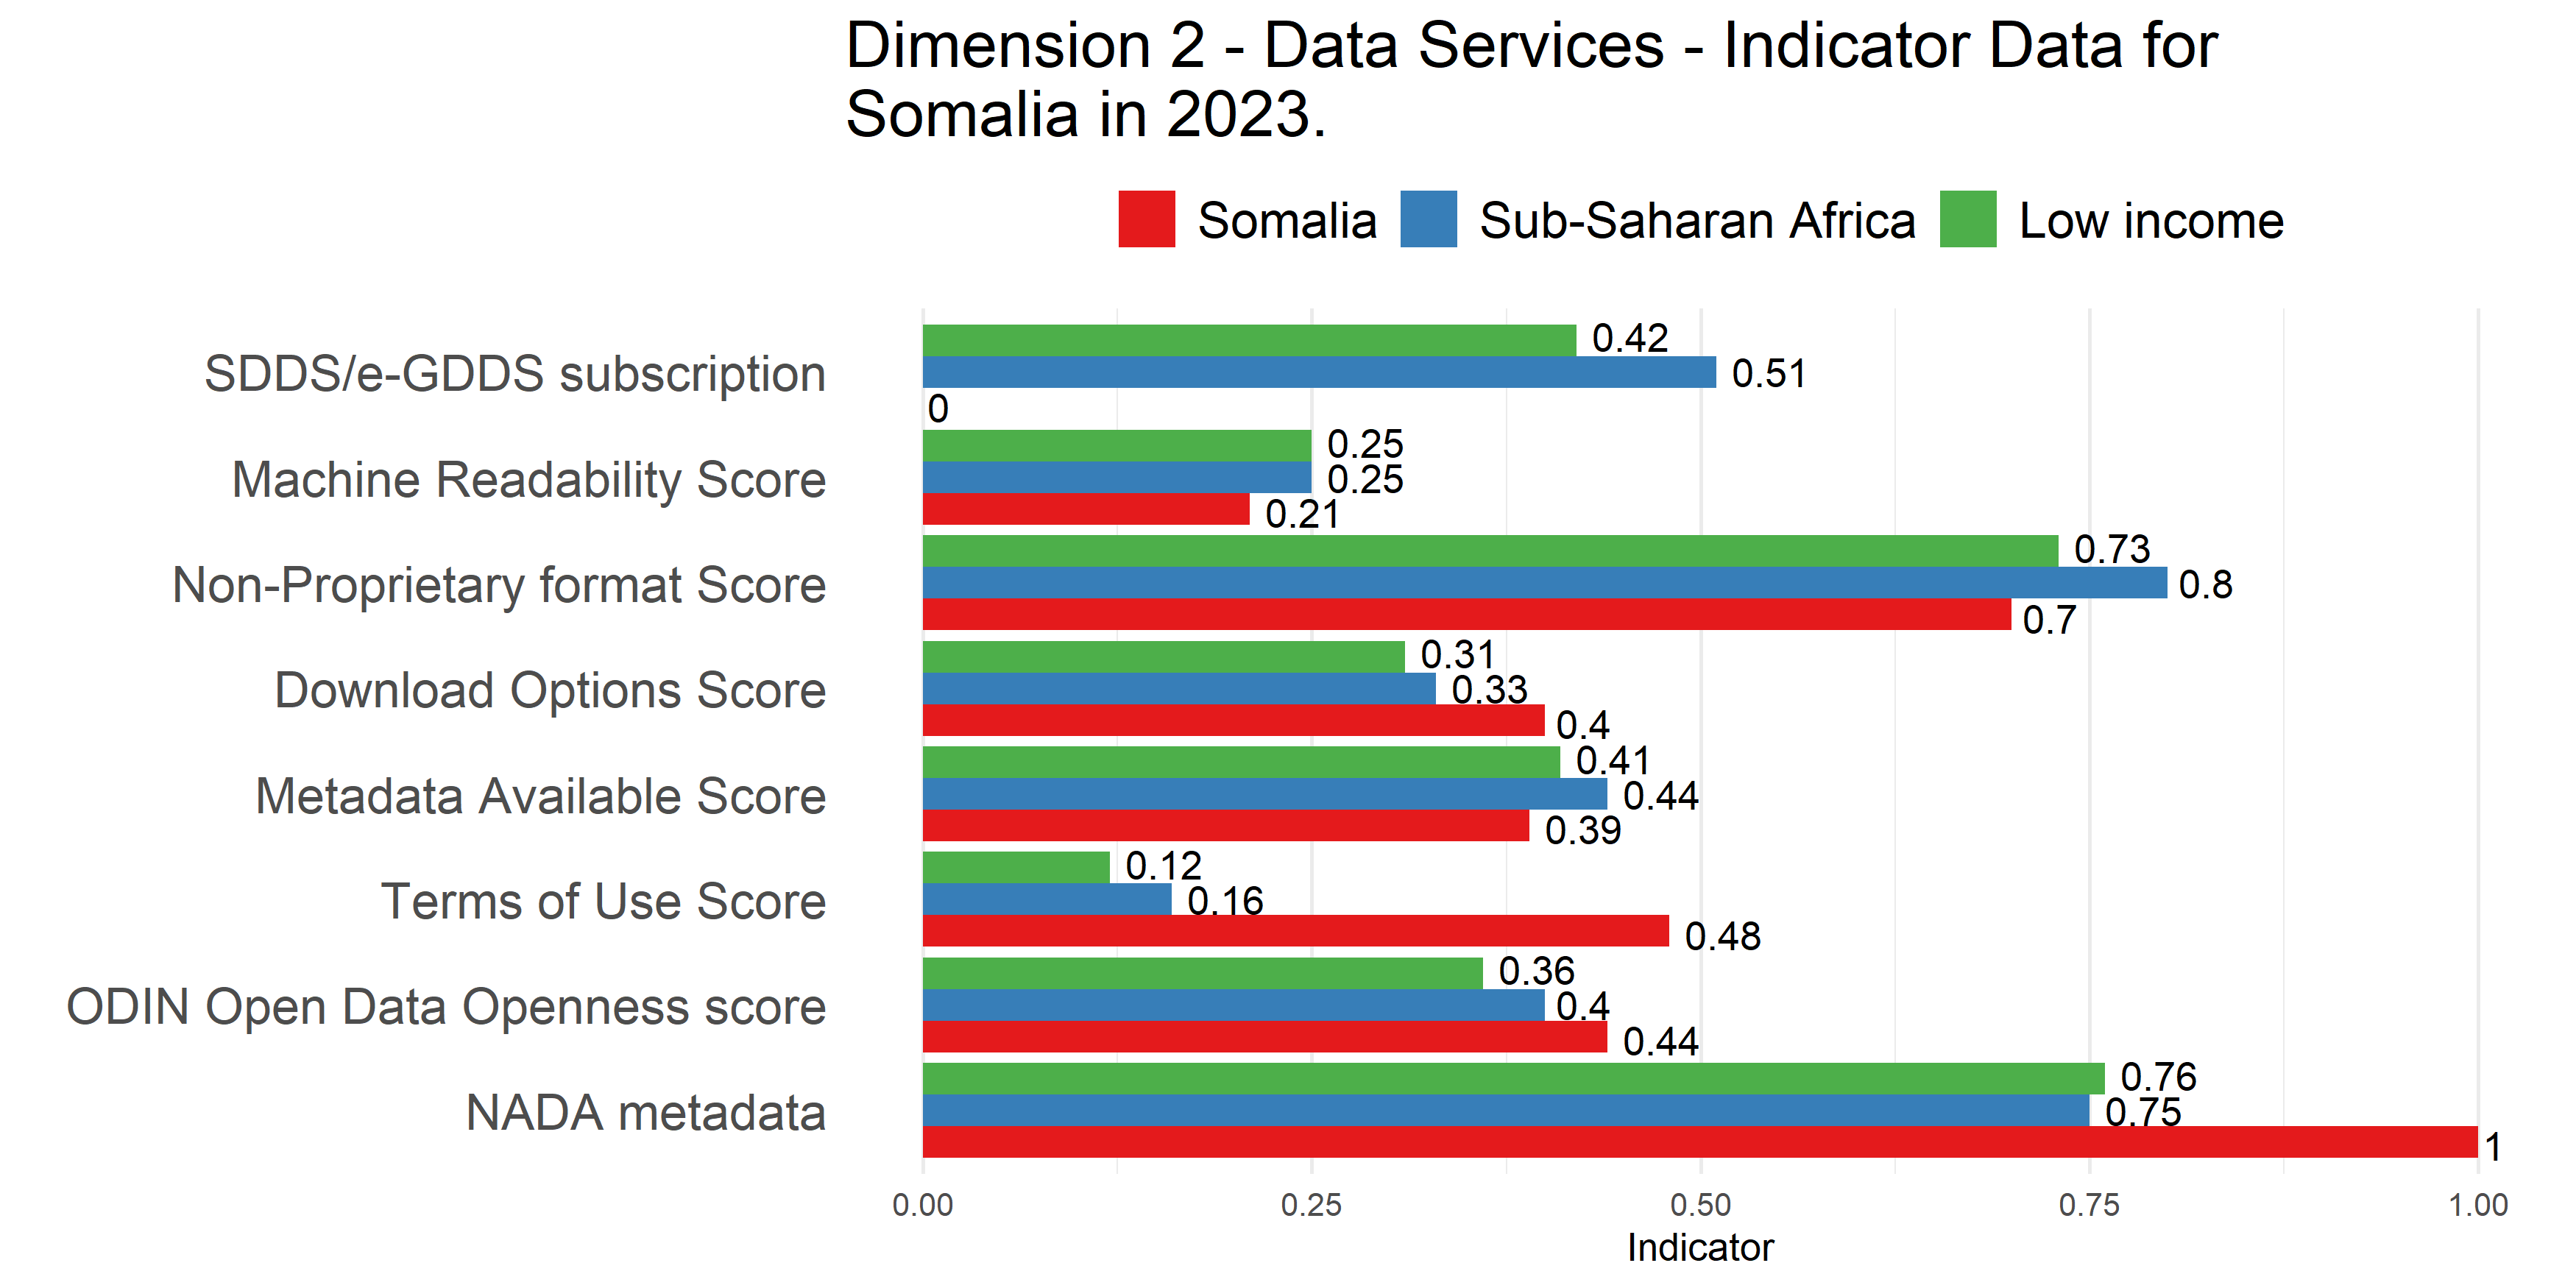 Dimension 2 - Data Services - Indicator Data for
Somalia in 2023.
Somalia Sub-Saharan Africa Low income
SDDS/e-GDDS subscription
0.42
0.51
0
Machine Readability Score
0.25
0.25
0.21
Non-Proprietary format Score
0.73
0.8
0.7
Download Options Score
0.31
0.33
0.4
Metadata Available Score
0.41
0.44
0.39
Terms of Use Score
0.12
0.16
0.48
ODIN Open Data Openness score
0.36
0.4
0.44
NADA metadata
0.76
0.75
1
0.00 0.25 0.50 0.75 1.00
Indicator